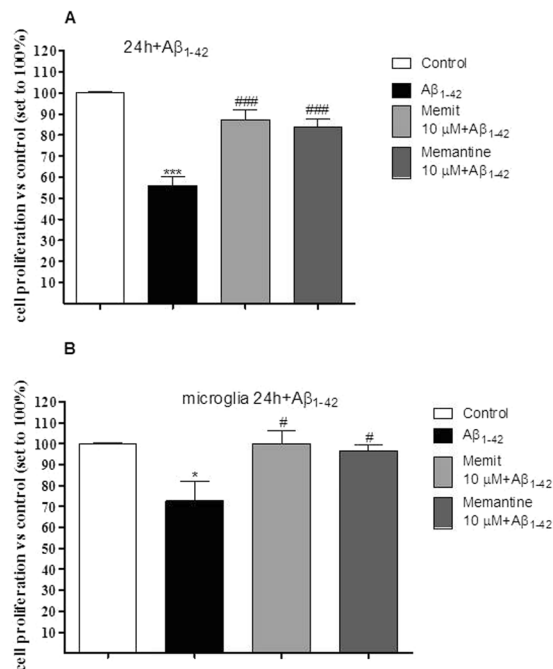 A
24h+Aβ1-42
cell proliferation vs control (set to 100%)
120
110
100
90
80
70
60
50
40
30
20
10
***
###
###
Control
Aβ1-42
Memit
10 μM+Aβ1-42
Memantine
10 μM+Aβ1-42
B
microglia 24h+Aβ1-42
cell proliferation vs control (set to 100%)
120
110
100
90
80
70
60
50
40
30
20
10
*
#
#
Control
Aβ1-42
Memit
10 μM+Aβ1-42
Memantine
10 μM+Aβ1-42